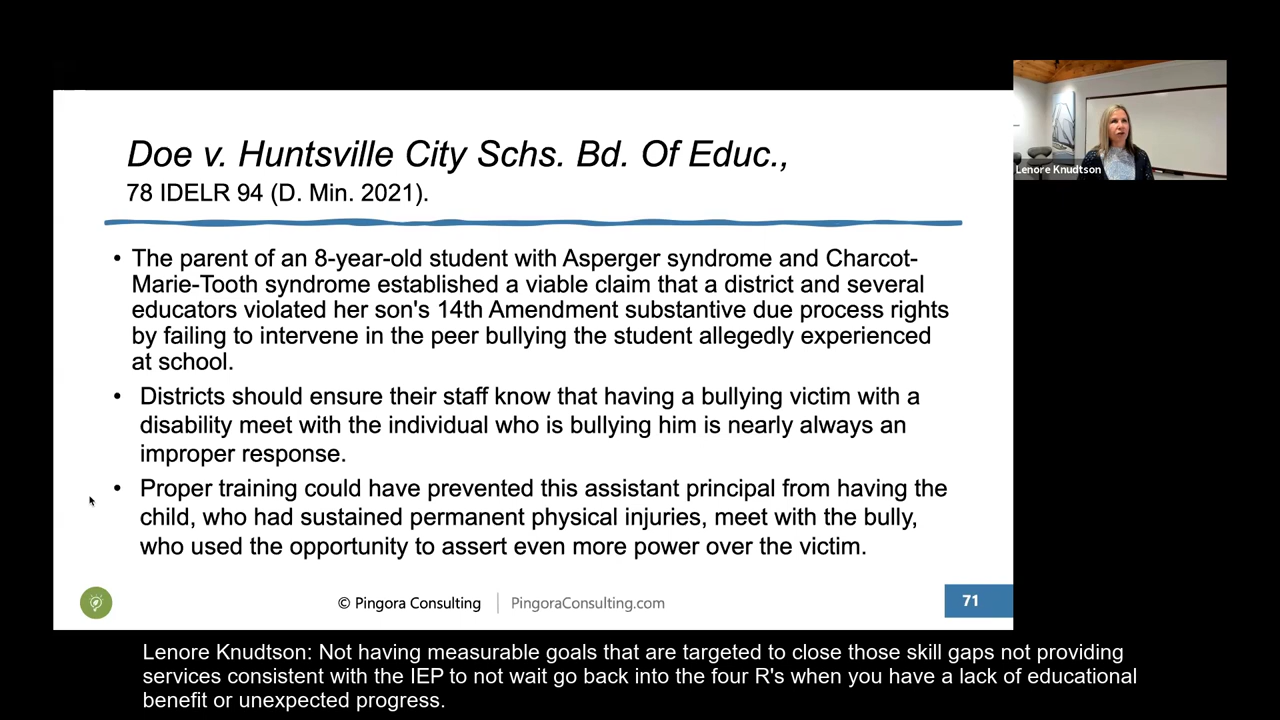 Doe v. Huntsville City Schs. Bd. Of Educ.,
78 IDELR 94 (D. Min. 2021).
Lenore Knudtson
• The parent of an 8-year-old student with Asperger syndrome and Charcot-
Marie-Tooth syndrome established a viable claim that a district and several
educators violated her son's 14th Amendment substantive due process rights
by failing to intervene in the peer bullying the student allegedly experienced
at school.
• Districts should ensure their staff know that having a bullying victim with a
disability meet with the individual who is bullying him is nearly always an
improper response.
• Proper training could have prevented this assistant principal from having the
child, who had sustained permanent physical injuries, meet with the bully,
who used the opportunity to assert even more power over the victim.
© Pingora Consulting | PingoraConsulting.com
71
Lenore Knudtson: Not having measurable goals that are targeted to close those skill gaps not providing
services consistent with the IEP to not wait go back into the four R's when you have a lack of educational
benefit or unexpected progress.